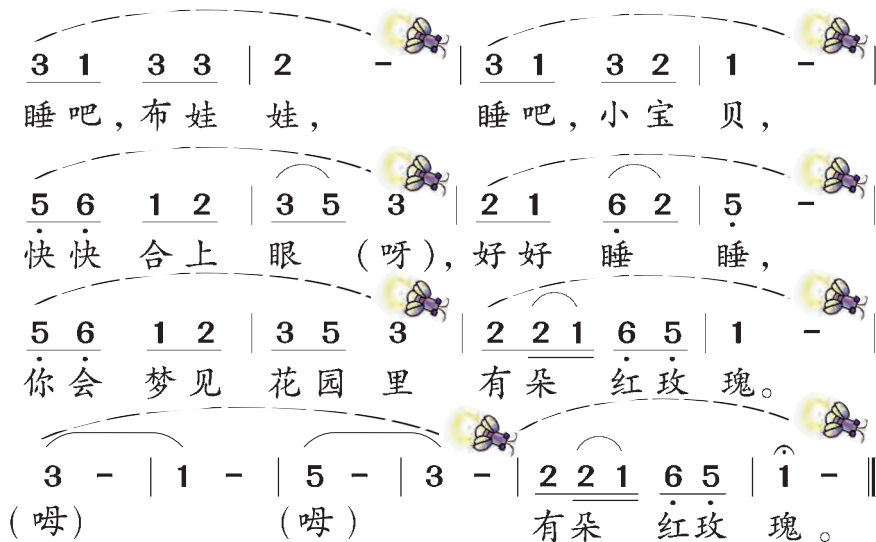 3 1 3 3 | 2 - | 3 1 3 2 | 1 - |
睡吧，布娃 娃， 睡吧，小宝 贝，
5̣ 6̣ 1 2 | 3 5 3 | 2 1 6̣ 2 | 5̣ - |
快快 合上 眼 （呀），好好 睡 睡，
5̣ 6̣ 1 2 | 3 5 3 | 2 2 1 6̣ 5̣ | 1 - |
你会 梦见 花园 里 有朵 红玫 瑰。
3 - | 1 - | 5 - | 3 - | 2 2 1 6̣ 5̣ | 1 - ‖
（呣） （呣） 有朵 红玫 瑰。